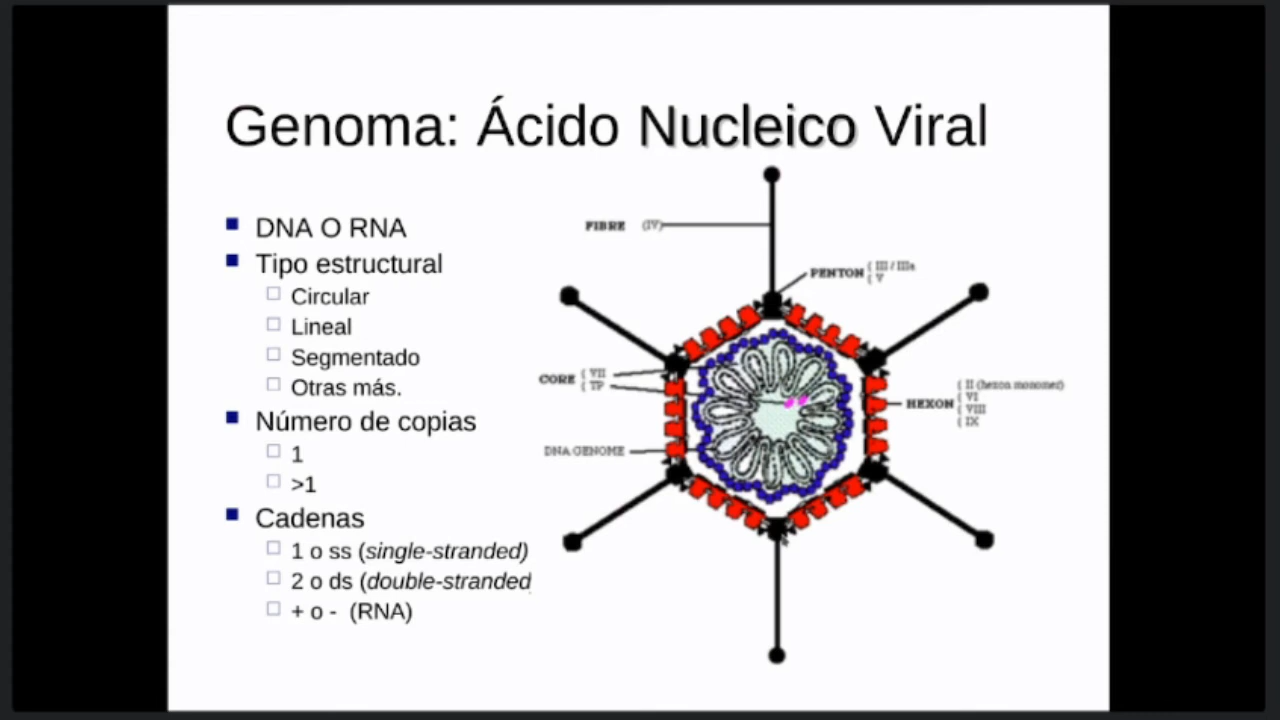 Genoma: Ácido Nucleico Viral
DNA O RNA
Tipo estructural
Circular
Lineal
Segmentado
Otras más.
Número de copias
1
>1
Cadenas
1 o ss (single-stranded)
2 o ds (double-stranded
+ o - (RNA)
FIBRE (IV)
PENTON { III / IIIa
{ V
CORE { VII
{ TP
DNA GENOME
HEXON { II (hexon monomer)
{ VI
{ VIII
{ IX